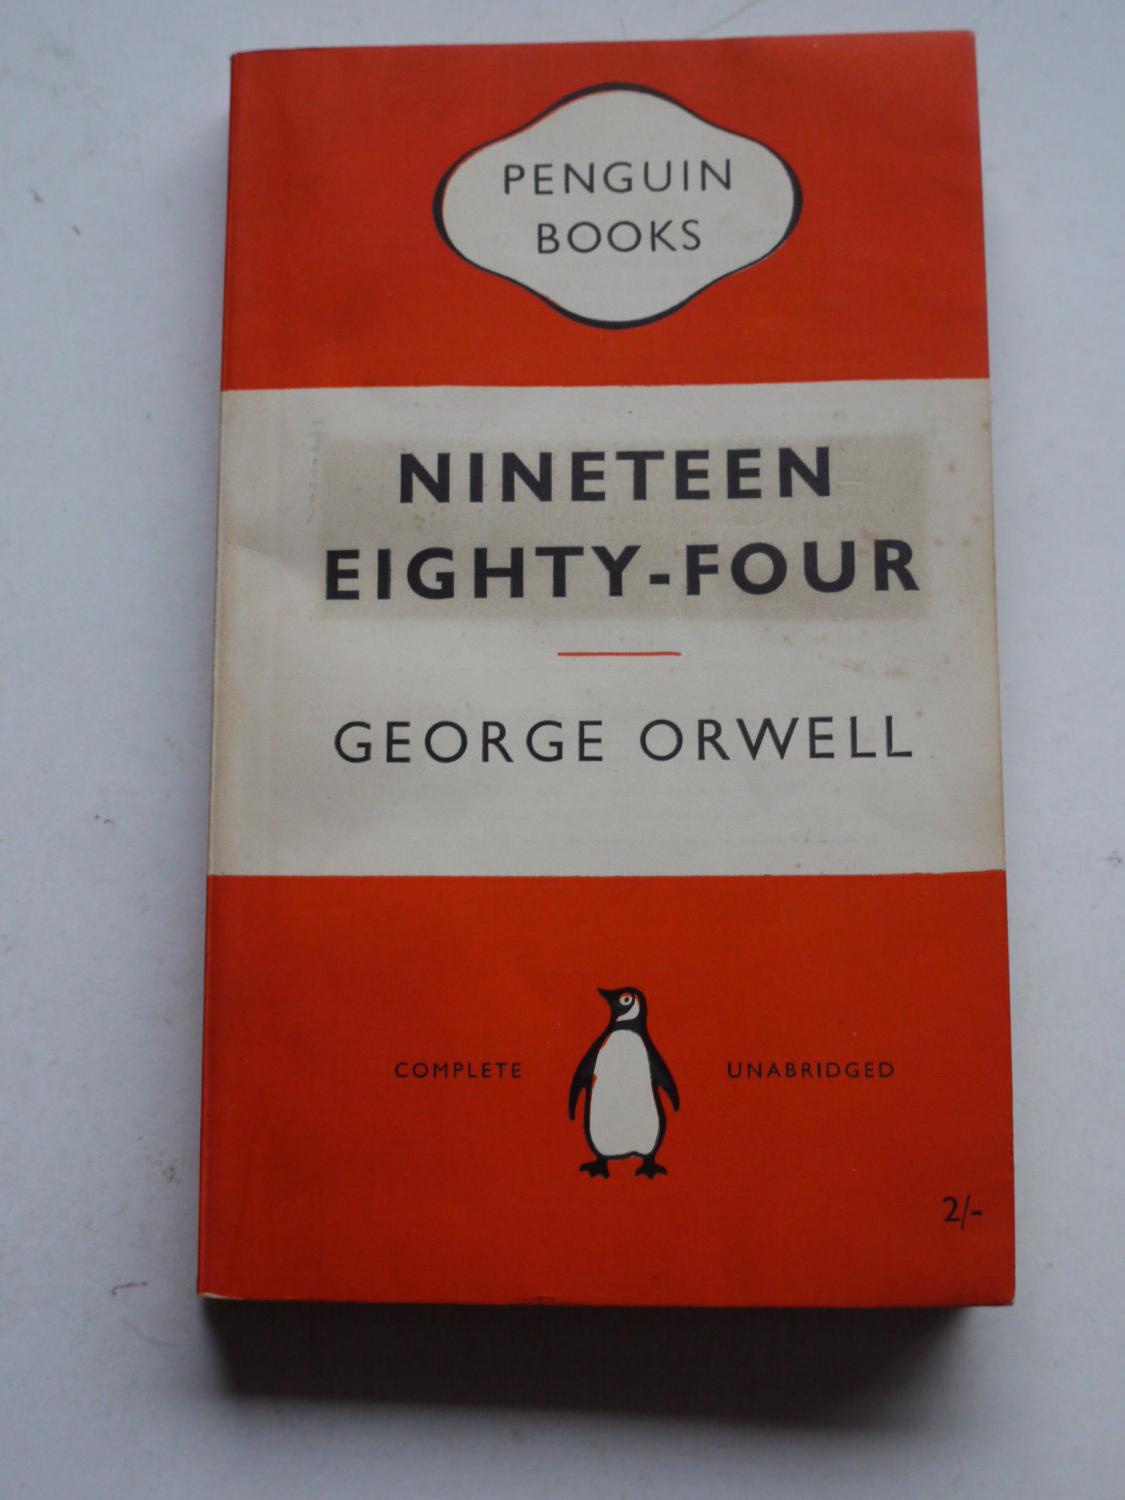 PENGUIN
BOOKS
NINETEEN
EIGHTY-FOUR
GEORGE ORWELL
COMPLETE UNABRIDGED
2/-